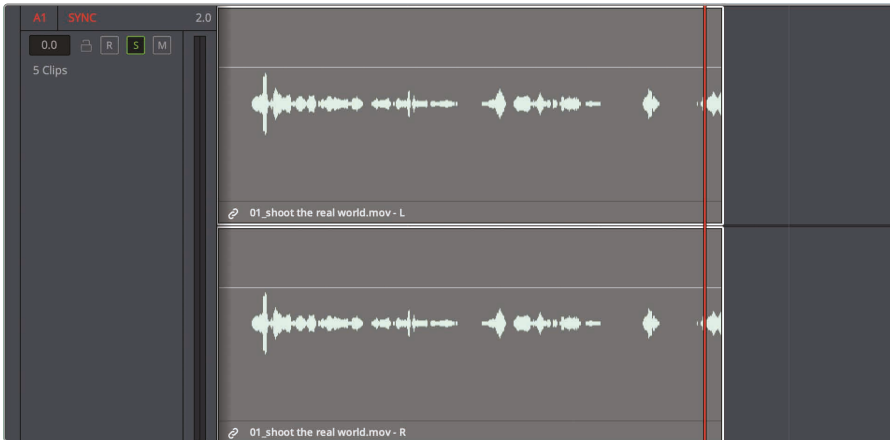 A1 SYNC 2.0
0.0 R S M
5 Clips
01_shoot the real world.mov - L
01_shoot the real world.mov - R